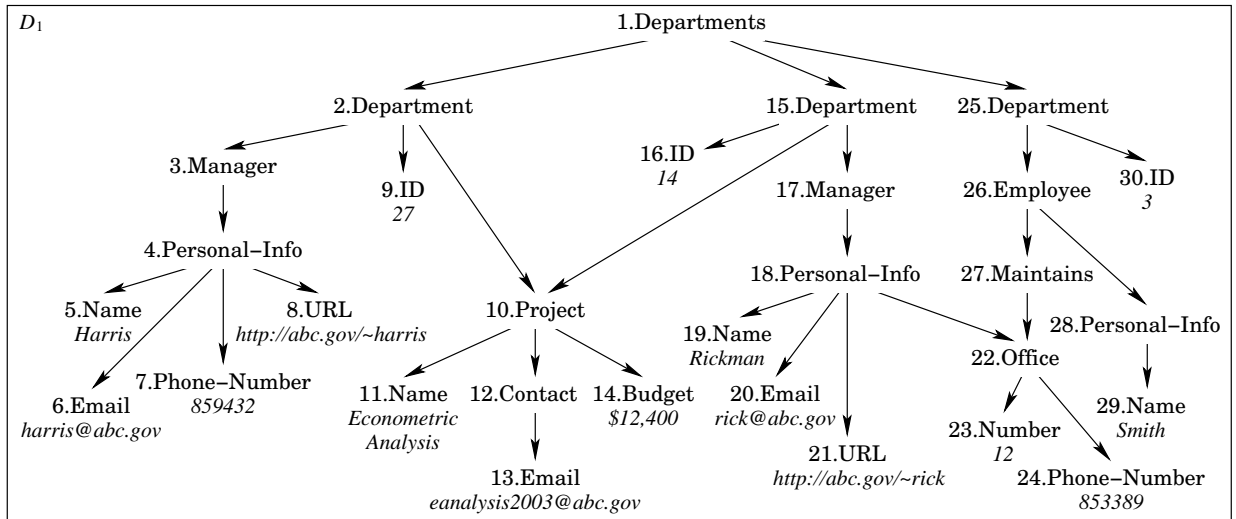 D1
1.Departments
2.Department
15.Department
25.Department
3.Manager
9.ID
27
16.ID
14
17.Manager
26.Employee
30.ID
3
4.Personal-Info
18.Personal-Info
27.Maintains
5.Name
Harris
8.URL
http://abc.gov/~harris
10.Project
19.Name
Rickman
28.Personal-Info
22.Office
6.Email
harris@abc.gov
7.Phone-Number
859432
11.Name
Econometric
Analysis
12.Contact
14.Budget
$12,400
20.Email
rick@abc.gov
23.Number
12
29.Name
Smith
13.Email
eanalysis2003@abc.gov
21.URL
http://abc.gov/~rick
24.Phone-Number
853389